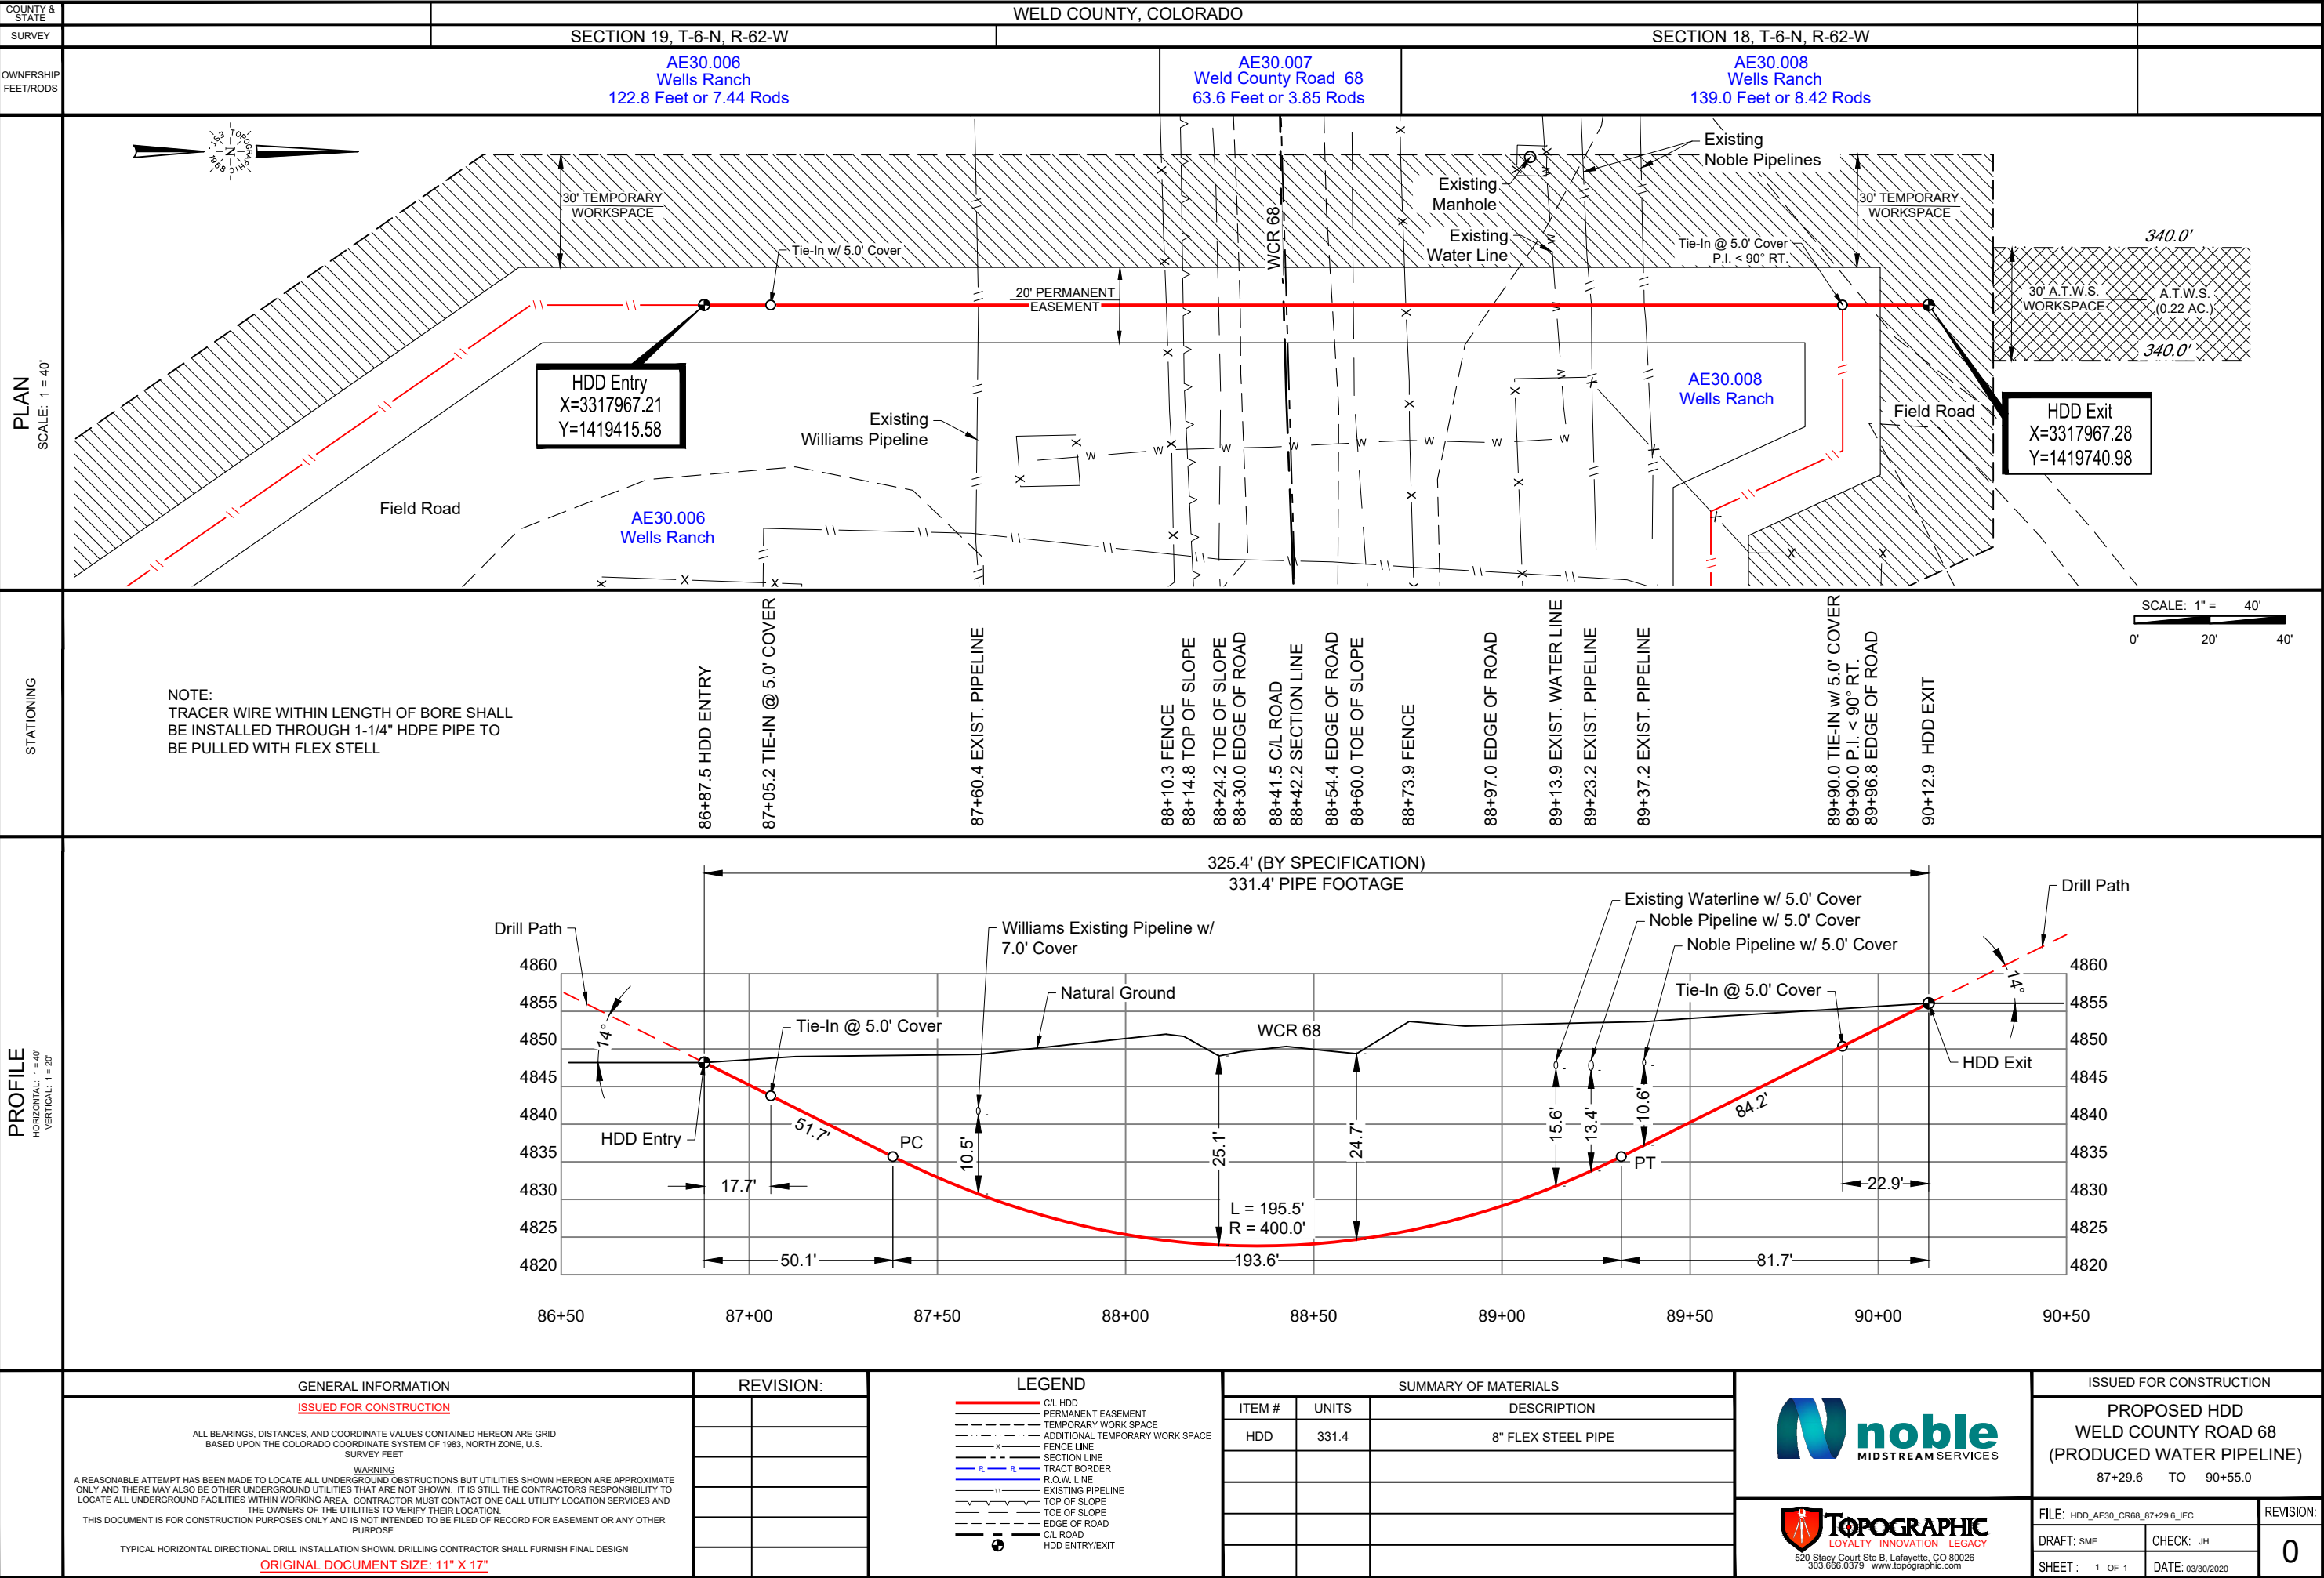 COUNTY &
STATE
WELD COUNTY, COLORADO
SURVEY
SECTION 19, T-6-N, R-62-W
SECTION 18, T-6-N, R-62-W
OWNERSHIP
FEET/RODS
AE30.006
Wells Ranch
122.8 Feet or 7.44 Rods
AE30.007
Weld County Road 68
63.6 Feet or 3.85 Rods
AE30.008
Wells Ranch
139.0 Feet or 8.42 Rods
PLAN
SCALE: 1 = 40'
EST. TOPOGRAPHIC 1958
N
30' TEMPORARY
WORKSPACE
Tie-In w/ 5.0' Cover
20' PERMANENT
EASEMENT
WCR 68
Existing
Manhole
Existing
Water Line
Existing
Noble Pipelines
Tie-In @ 5.0' Cover
P.I. < 90° RT.
30' TEMPORARY
WORKSPACE
340.0'
30' A.T.W.S.
WORKSPACE
A.T.W.S.
(0.22 AC.)
340.0'
HDD Entry
X=3317967.21
Y=1419415.58
Existing
Williams Pipeline
AE30.008
Wells Ranch
Field Road
HDD Exit
X=3317967.28
Y=1419740.98
Field Road
AE30.006
Wells Ranch
STATIONING
NOTE:
TRACER WIRE WITHIN LENGTH OF BORE SHALL
BE INSTALLED THROUGH 1-1/4" HDPE PIPE TO
BE PULLED WITH FLEX STELL
86+87.5 HDD ENTRY
87+05.2 TIE-IN @ 5.0' COVER
87+60.4 EXIST. PIPELINE
88+10.3 FENCE
88+14.8 TOP OF SLOPE
88+24.2 TOE OF SLOPE
88+30.0 EDGE OF ROAD
88+41.5 C/L ROAD
88+42.2 SECTION LINE
88+54.4 EDGE OF ROAD
88+60.0 TOE OF SLOPE
88+73.9 FENCE
88+97.0 EDGE OF ROAD
89+13.9 EXIST. WATER LINE
89+23.2 EXIST. PIPELINE
89+37.2 EXIST. PIPELINE
89+90.0 TIE-IN w/ 5.0' COVER
89+90.0 P.I. < 90° RT.
89+96.8 EDGE OF ROAD
90+12.9 HDD EXIT
SCALE: 1" = 40'
0' 20' 40'
PROFILE
HORIZONTAL: 1 = 40'
VERTICAL: 1 = 20'
325.4' (BY SPECIFICATION)
331.4' PIPE FOOTAGE
Drill Path
Williams Existing Pipeline w/
7.0' Cover
Existing Waterline w/ 5.0' Cover
Noble Pipeline w/ 5.0' Cover
Noble Pipeline w/ 5.0' Cover
Drill Path
4860
4855
4850
4845
4840
4835
4830
4825
4820
14°
Tie-In @ 5.0' Cover
Natural Ground
WCR 68
Tie-In @ 5.0' Cover
14°
HDD Exit
HDD Entry
51.7'
PC
10.5'
25.1'
24.7'
15.6'
13.4'
10.6'
84.2'
PT
17.7'
22.9'
L = 195.5'
R = 400.0'
50.1'
193.6'
81.7'
4860
4855
4850
4845
4840
4835
4830
4825
4820
86+50 87+00 87+50 88+00 88+50 89+00 89+50 90+00 90+50
GENERAL INFORMATION
ISSUED FOR CONSTRUCTION
ALL BEARINGS, DISTANCES, AND COORDINATE VALUES CONTAINED HEREON ARE GRID
BASED UPON THE COLORADO COORDINATE SYSTEM OF 1983, NORTH ZONE, U.S.
SURVEY FEET
WARNING
A REASONABLE ATTEMPT HAS BEEN MADE TO LOCATE ALL UNDERGROUND OBSTRUCTIONS BUT UTILITIES SHOWN HEREON ARE APPROXIMATE
ONLY AND THERE MAY ALSO BE OTHER UNDERGROUND UTILITIES THAT ARE NOT SHOWN. IT IS STILL THE CONTRACTORS RESPONSIBILITY TO
LOCATE ALL UNDERGROUND FACILITIES WITHIN WORKING AREA. CONTRACTOR MUST CONTACT ONE CALL UTILITY LOCATION SERVICES AND
THE OWNERS OF THE UTILITIES TO VERIFY THEIR LOCATION.
THIS DOCUMENT IS FOR CONSTRUCTION PURPOSES ONLY AND IS NOT INTENDED TO BE FILED OF RECORD FOR EASEMENT OR ANY OTHER
PURPOSE.
TYPICAL HORIZONTAL DIRECTIONAL DRILL INSTALLATION SHOWN. DRILLING CONTRACTOR SHALL FURNISH FINAL DESIGN
ORIGINAL DOCUMENT SIZE: 11" X 17"
REVISION:
LEGEND
C/L HDD
PERMANENT EASEMENT
TEMPORARY WORK SPACE
ADDITIONAL TEMPORARY WORK SPACE
FENCE LINE
SECTION LINE
TRACT BORDER
R.O.W. LINE
EXISTING PIPELINE
TOP OF SLOPE
TOE OF SLOPE
EDGE OF ROAD
C/L ROAD
HDD ENTRY/EXIT
SUMMARY OF MATERIALS
ITEM # UNITS DESCRIPTION
HDD 331.4 8" FLEX STEEL PIPE
noble
MIDSTREAM SERVICES
TOPOGRAPHIC
LOYALTY INNOVATION LEGACY
520 Stacy Court Ste B, Lafayette, CO 80026
303.666.0379 www.topographic.com
ISSUED FOR CONSTRUCTION
PROPOSED HDD
WELD COUNTY ROAD 68
(PRODUCED WATER PIPELINE)
87+29.6 TO 90+55.0
FILE: HDD_AE30_CR68_87+29.6_IFC
REVISION:
DRAFT: SME
CHECK: JH
0
SHEET : 1 OF 1
DATE: 03/30/2020